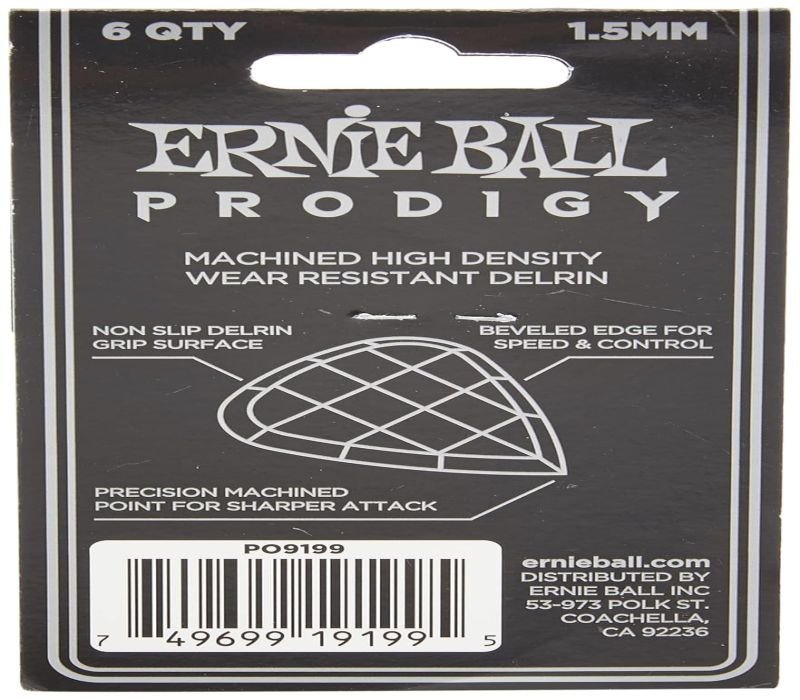 6 QTY 1.5MM
ERNIE BALL
PRODIGY
MACHINED HIGH DENSITY
WEAR RESISTANT DELRIN
NON SLIP DELRIN
GRIP SURFACE
BEVELED EDGE FOR
SPEED & CONTROL
PRECISION MACHINED
POINT FOR SHARPER ATTACK
PO9199
7 49699 19199 5
ernieball.com
DISTRIBUTED BY
ERNIE BALL INC
53-973 POLK ST.
COACHELLA,
CA 92236